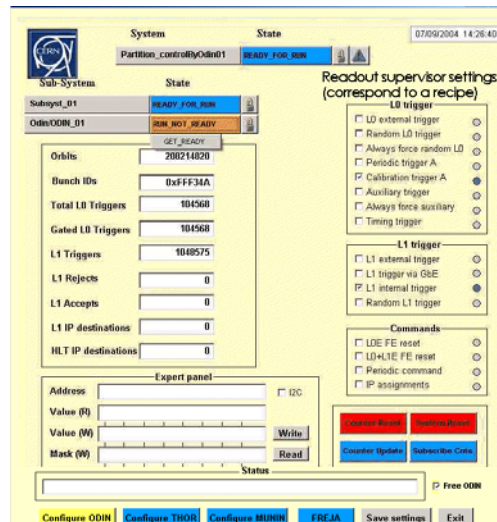 System State
07/09/2004 14:26:40
CERN
Partition_controlByOdin01 READY_FOR_RUN
Sub-System State
Subsyst_01 READY_FOR_RUN
Odin/ODIN_01 RUN_NOT_READY
GET_READY
Orbits 200214020
Bunch IDs 0xFFF34A
Total L0 Triggers 104568
Gated L0 Triggers 104568
L1 Triggers 1048575
L1 Rejects 0
L1 Accepts 0
L1 IP destinations 0
HLT IP destinations 0
Expert panel
Address I2C
Value (R)
Value (W) Write
Mask (W) Read
Readout supervisor settings
(correspond to a recipe)
L0 trigger
L0 external trigger
Random L0 trigger
Always force random L0
Periodic trigger A
Calibration trigger A
Auxiliary trigger
Always force auxiliary
Timing trigger
L1 trigger
L1 external trigger
L1 trigger via GbE
L1 internal trigger
Random L1 trigger
Commands
L0E FE reset
L0+L1E FE reset
Periodic command
IP assignments
Counter Reset System Reset
Counter Update Subscribe Cnts
Status
Free ODIN
Configure ODIN Configure THOR Configure MUNIN FREJA Save settings Exit